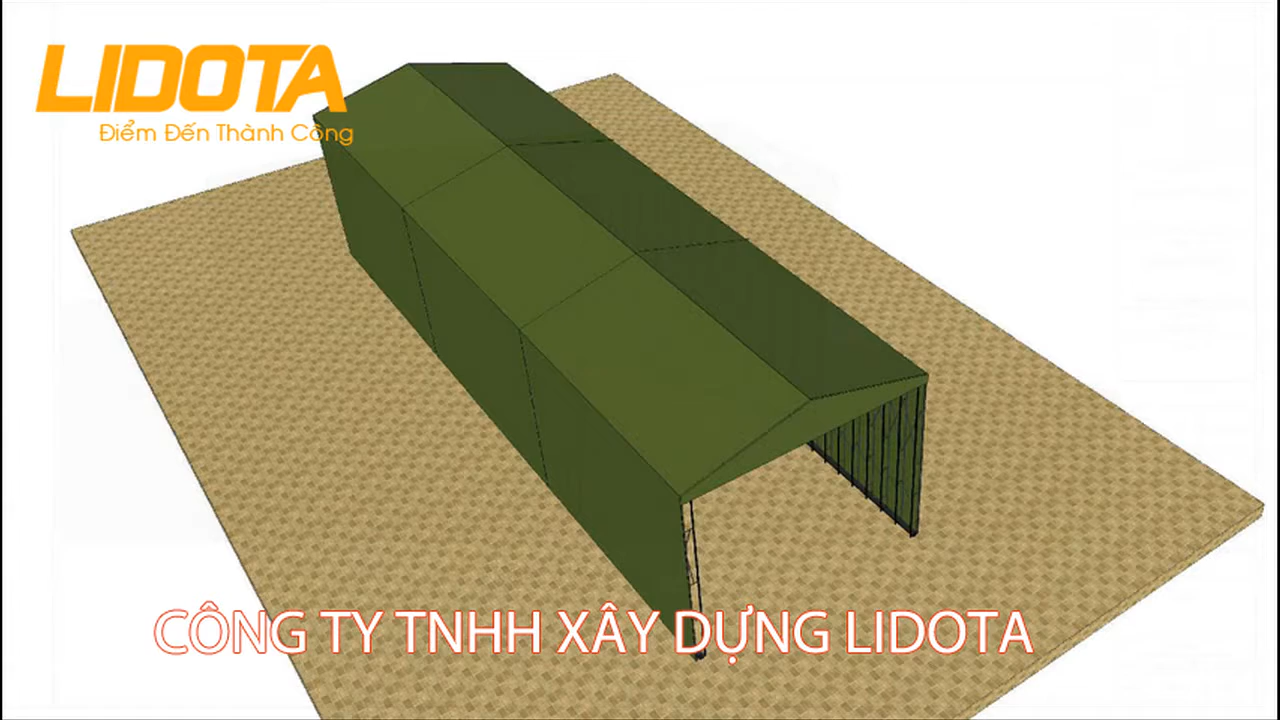 LIDOTA
Điểm Đến Thành Công
CÔNG TY TNHH XÂY DỰNG LIDOTA